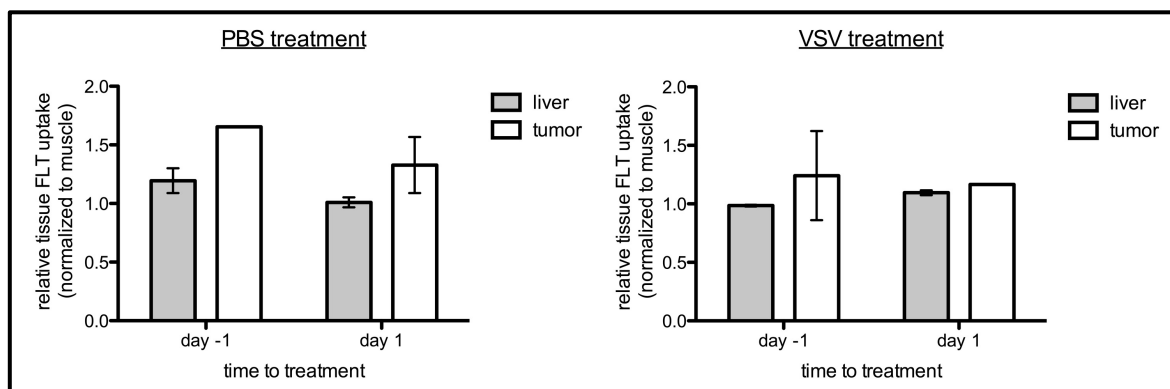 PBS treatment
relative tissue FLT uptake
(normalized to muscle)
2.0
1.5
1.0
0.5
0.0
day -1
day 1
time to treatment
liver
tumor
VSV treatment
relative tissue FLT uptake
(normalized to muscle)
2.0
1.5
1.0
0.5
0.0
day -1
day 1
time to treatment
liver
tumor